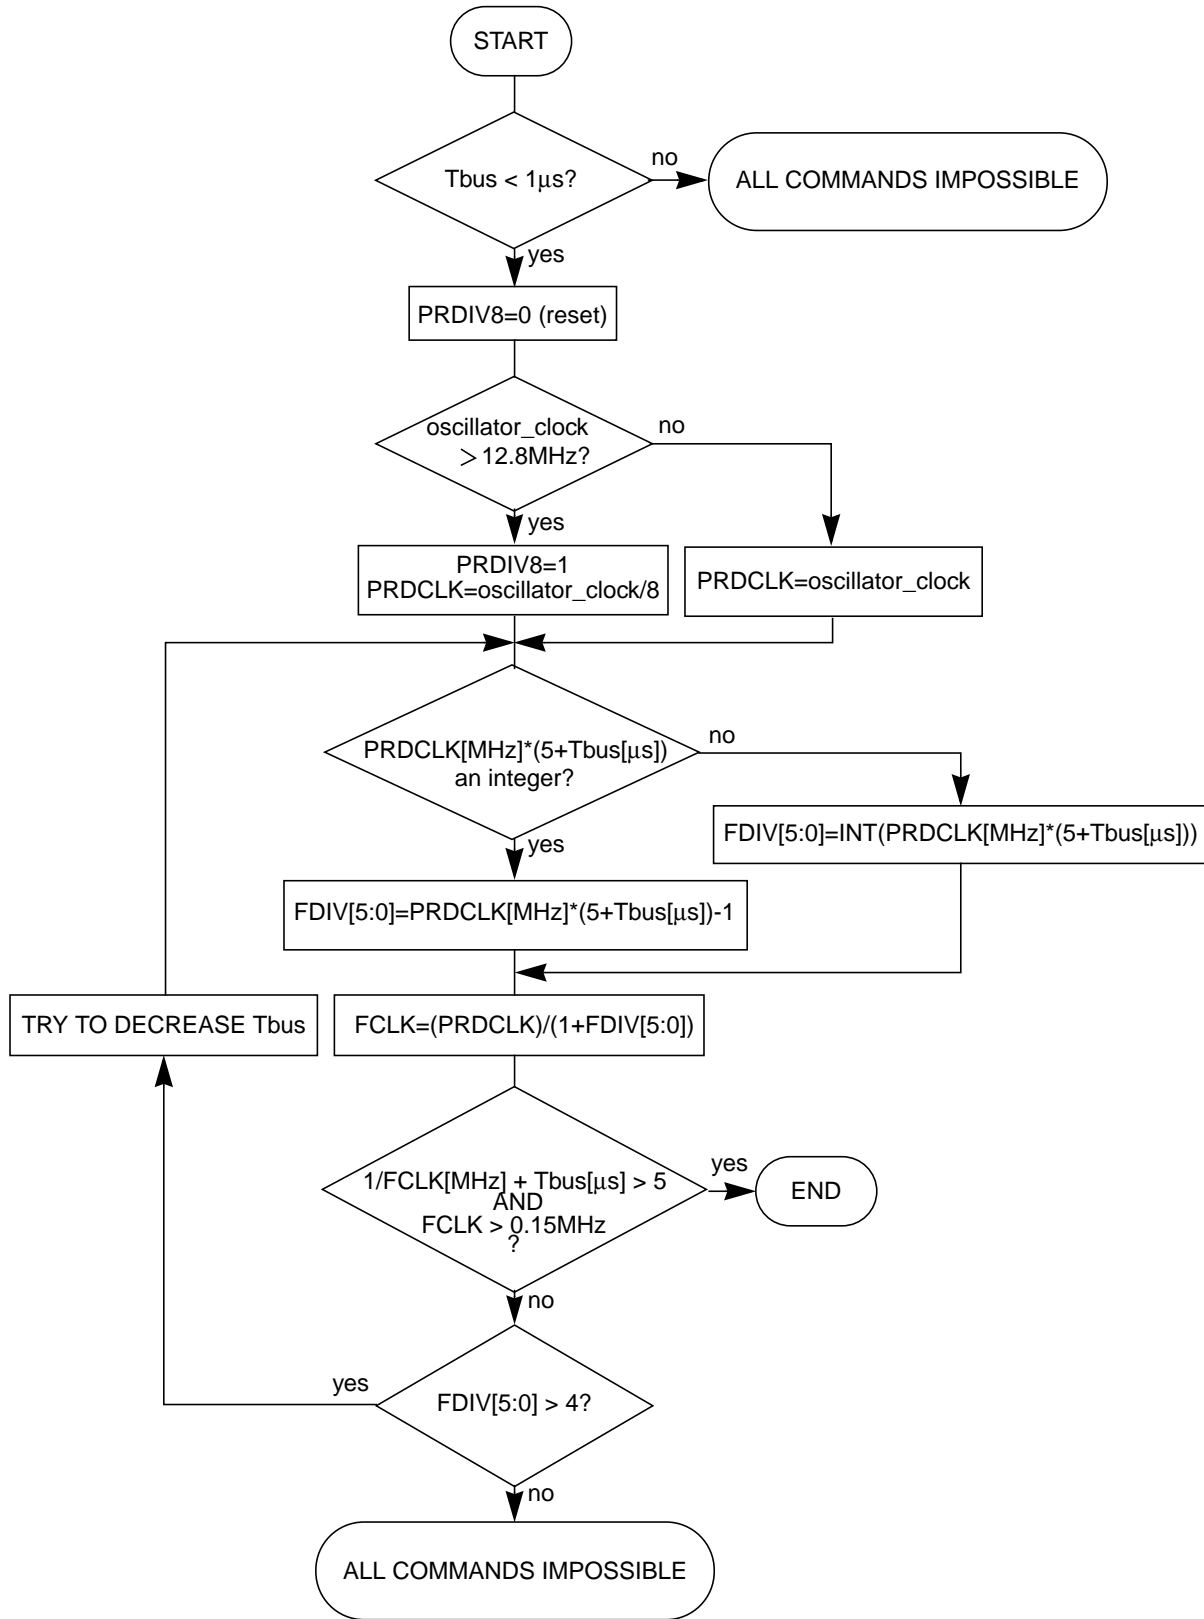 START
Tbus < 1μs?
no
ALL COMMANDS IMPOSSIBLE
yes
PRDIV8=0 (reset)
oscillator_clock
>12.8MHz?
no
yes
PRDIV8=1
PRDCLK=oscillator_clock/8
PRDCLK=oscillator_clock
PRDCLK[MHz]*(5+Tbus[μs])
an integer?
no
yes
FDIV[5:0]=INT(PRDCLK[MHz]*(5+Tbus[μs]))
FDIV[5:0]=PRDCLK[MHz]*(5+Tbus[μs])-1
TRY TO DECREASE Tbus
FCLK=(PRDCLK)/(1+FDIV[5:0])
1/FCLK[MHz] + Tbus[μs] > 5
AND
FCLK > 0.15MHz
?
yes
END
no
yes
FDIV[5:0] > 4?
no
ALL COMMANDS IMPOSSIBLE